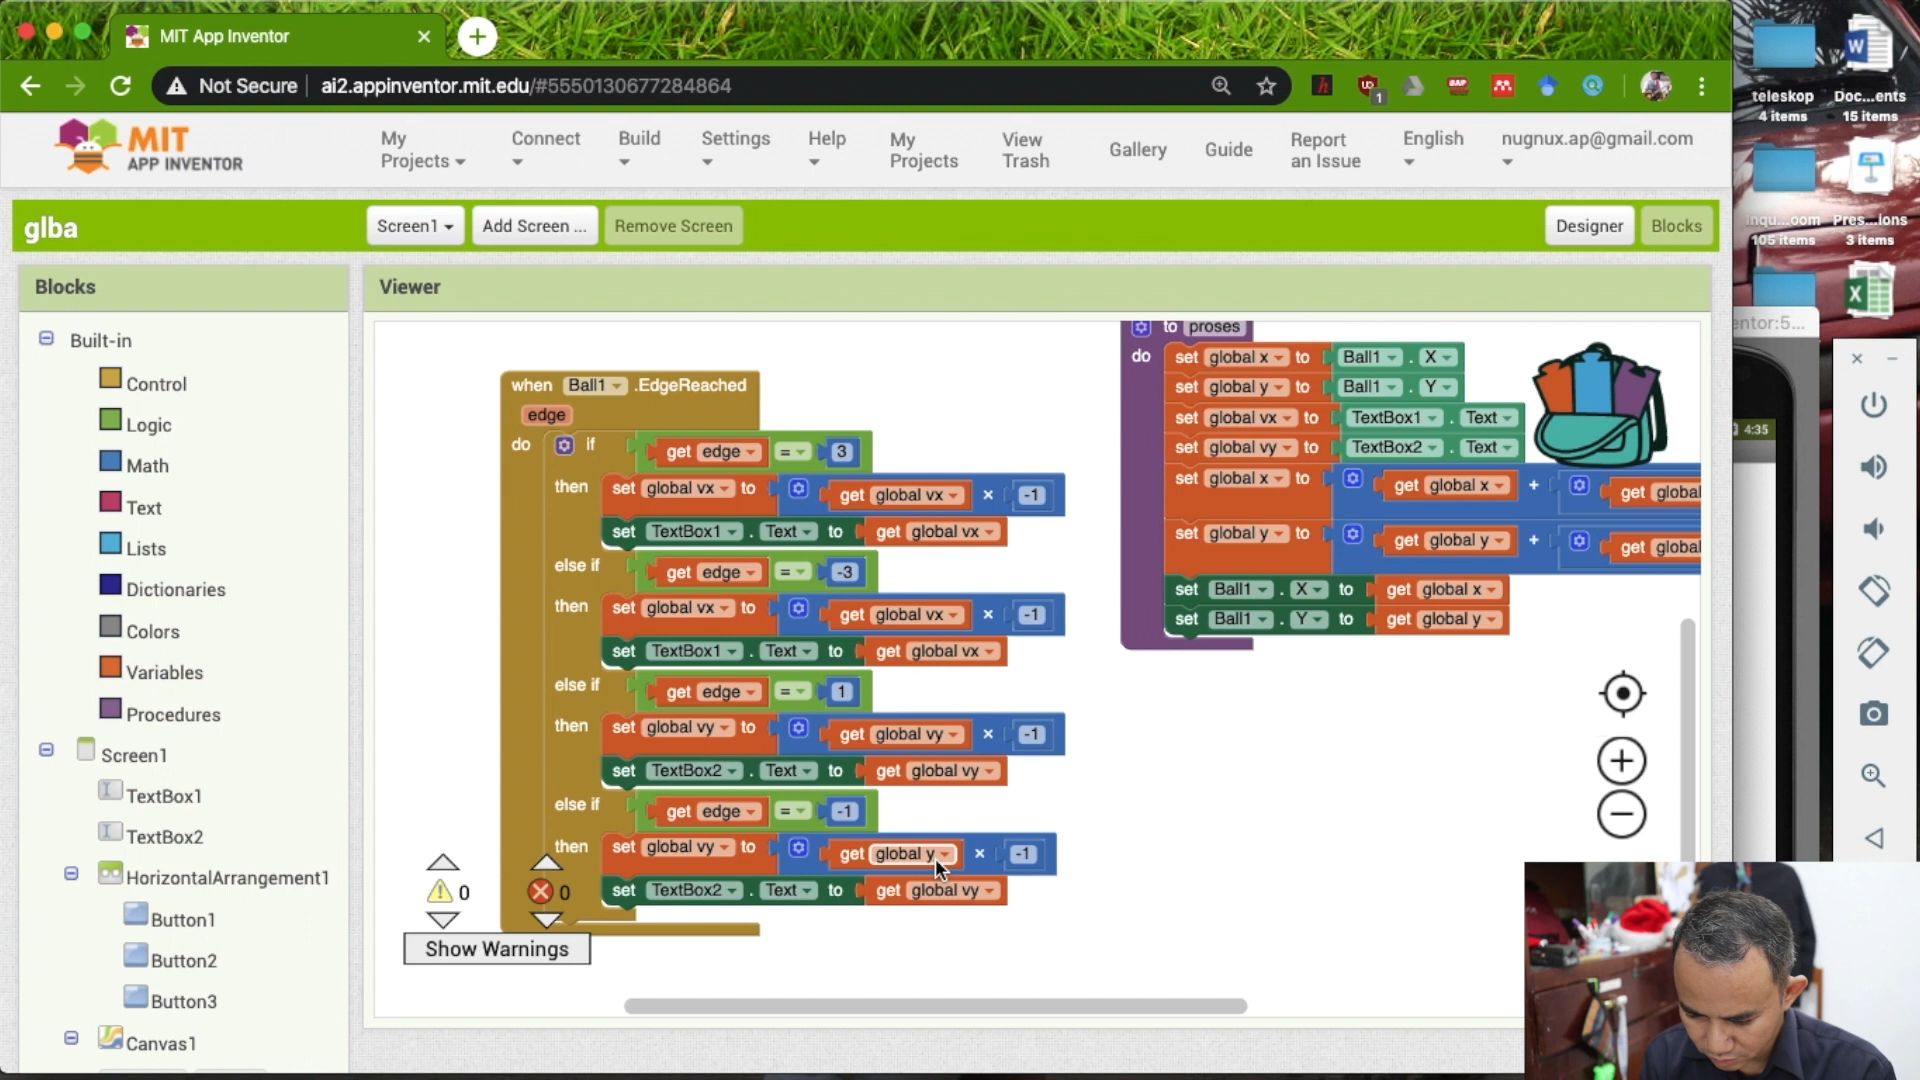 MIT App Inventor
Not Secure ai2.appinventor.mit.edu/#5550130677284864
1
MIT
APP INVENTOR
My Projects
Connect
Build
Settings
Help
My Projects
View Trash
Gallery
Guide
Report an Issue
English
nugnux.ap@gmail.com
glba
Screen1
Add Screen ...
Remove Screen
Designer
Blocks
Blocks
Viewer
Built-in
Control
Logic
Math
Text
Lists
Dictionaries
Colors
Variables
Procedures
Screen1
TextBox1
TextBox2
HorizontalArrangement1
Button1
Button2
Button3
Canvas1
when Ball1 .EdgeReached
edge
do if get edge = 3
then set global vx to get global vx × -1
set TextBox1 . Text to get global vx
else if get edge = -3
then set global vx to get global vx × -1
set TextBox1 . Text to get global vx
else if get edge = 1
then set global vy to get global vy × -1
set TextBox2 . Text to get global vy
else if get edge = -1
then set global vy to get global y × -1
set TextBox2 . Text to get global vy
0 0
Show Warnings
to proses
do set global x to Ball1 . X
set global y to Ball1 . Y
set global vx to TextBox1 . Text
set global vy to TextBox2 . Text
set global x to get global x + get global
set global y to get global y + get global
set Ball1 . X to get global x
set Ball1 . Y to get global y
teleskop
4 items
Doc...ents
15 items
105 items
Pres...ions
3 items
4:35